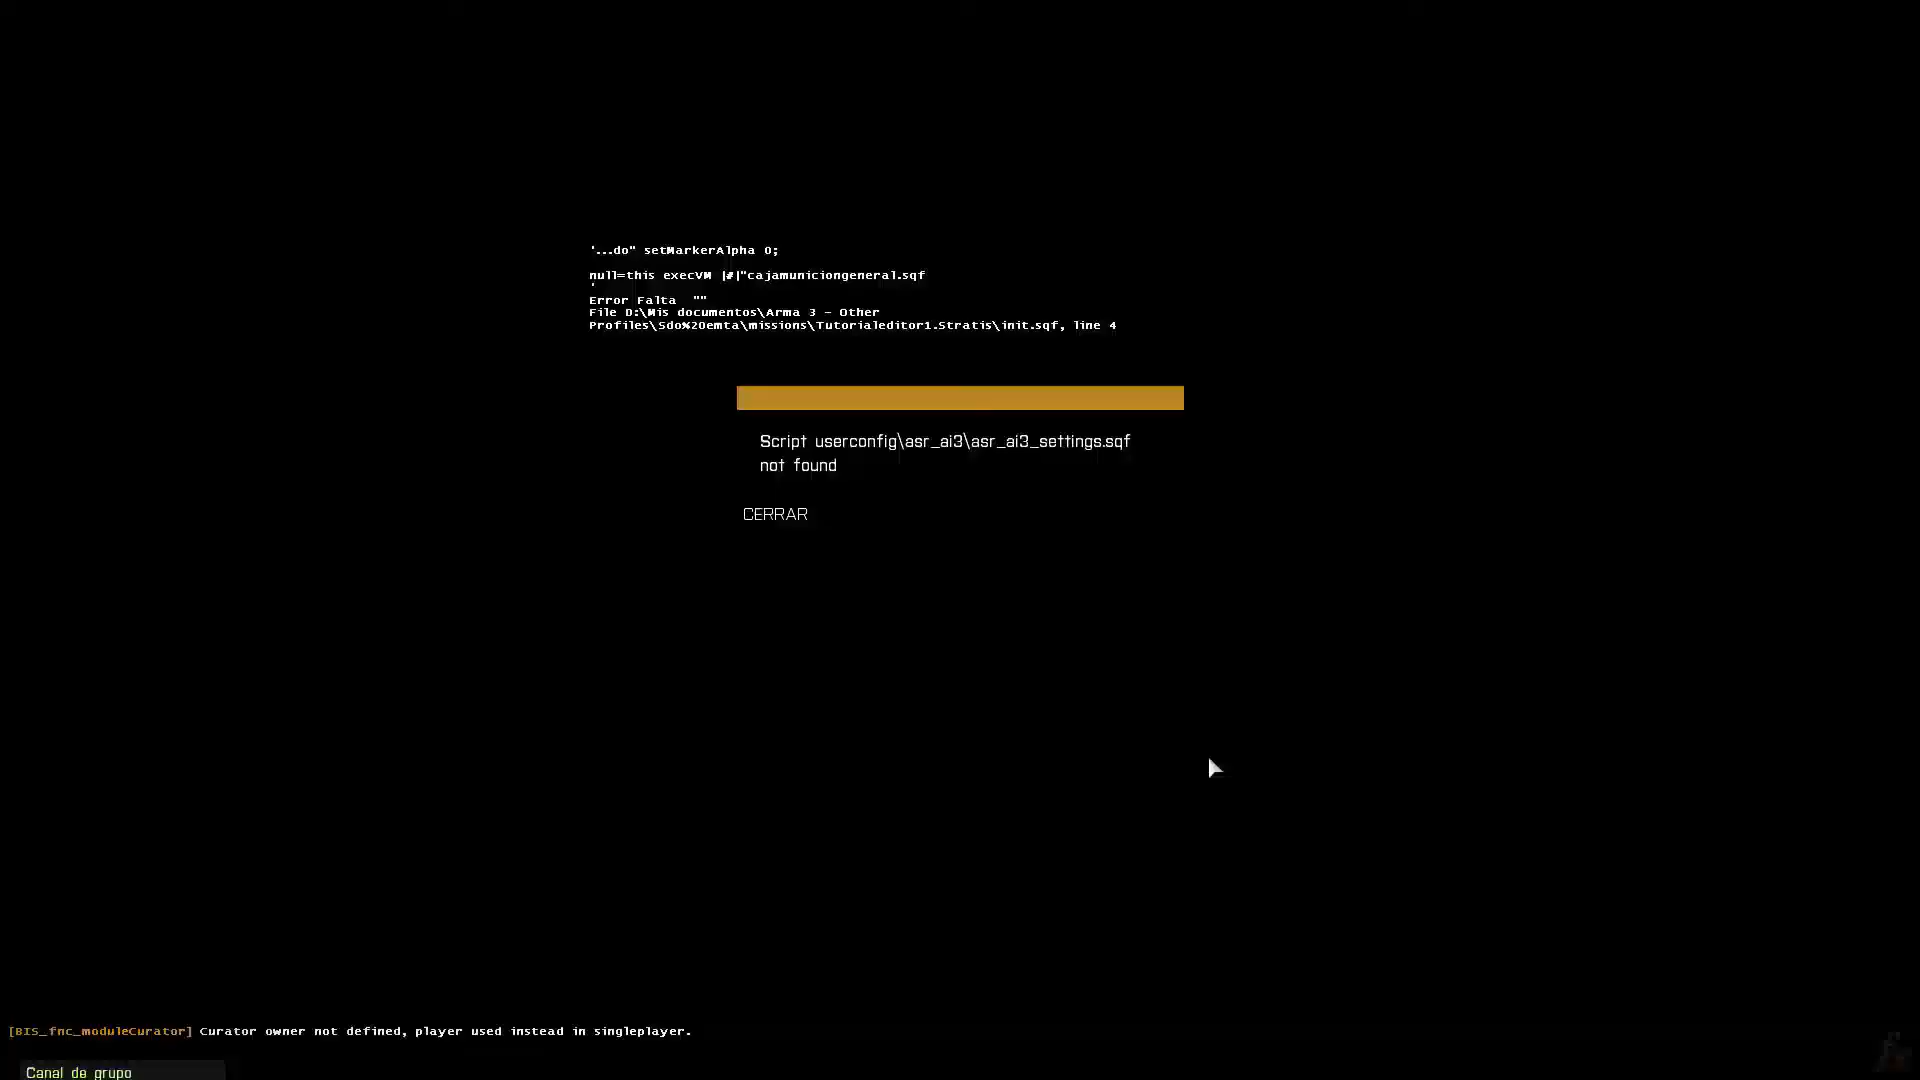 '...do" setMarkerAlpha 0;
null=this execVM |#|"cajamuniciongeneral.sqf
'
Error Falta  ""
File D:\Mis documentos\Arma 3 - Other
Profiles\Sdo%20emta\missions\Tutorialeditor1.Stratis\init.sqf, line 4
Script userconfig\asr_ai3\asr_ai3_settings.sqf
not found
CERRAR
[BIS_fnc_moduleCurator] Curator owner not defined, player used instead in singleplayer.
Canal de grupo